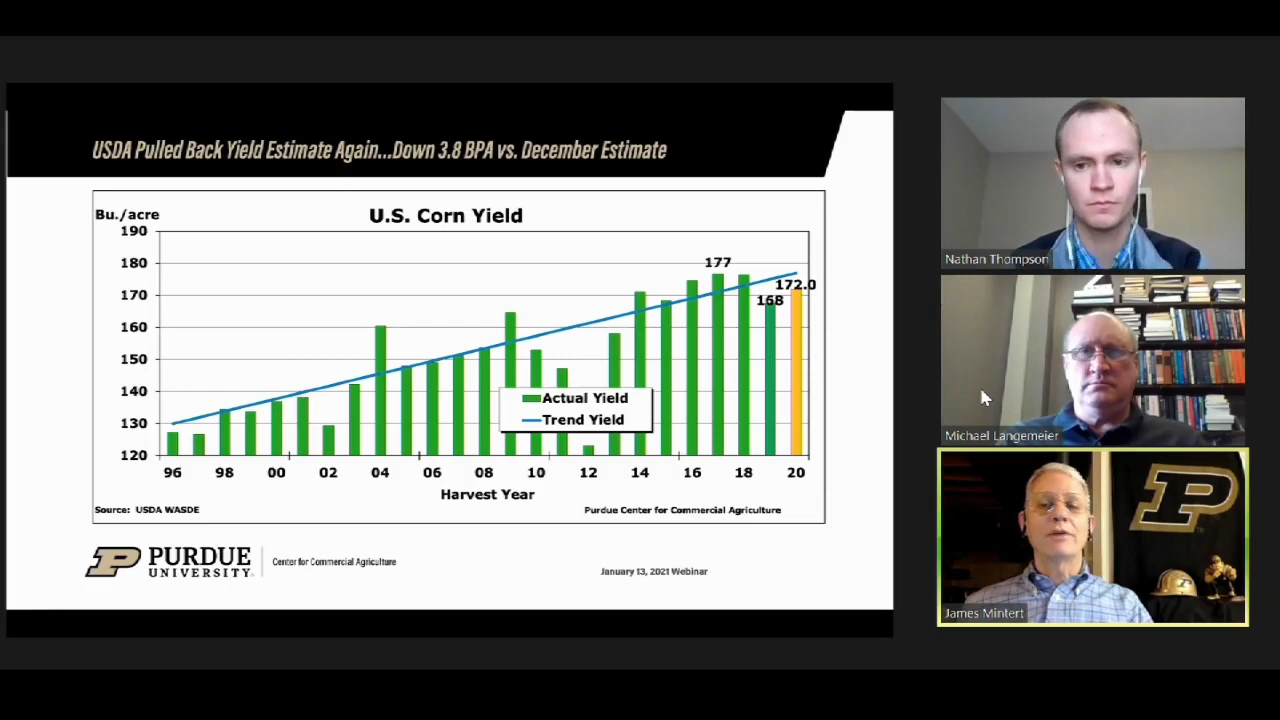 USDA Pulled Back Yield Estimate Again...Down 3.8 BPA vs. December Estimate
Bu./acre
U.S. Corn Yield
190
180
170
160
150
140
130
120
177
168
172.0
Actual Yield
Trend Yield
96 98 00 02 04 06 08 10 12 14 16 18 20
Harvest Year
Source: USDA WASDE
Purdue Center for Commercial Agriculture
P PURDUE
UNIVERSITY
Center for Commercial Agriculture
January 13, 2021 Webinar
Nathan Thompson
Michael Langemeier
P
James Mintert